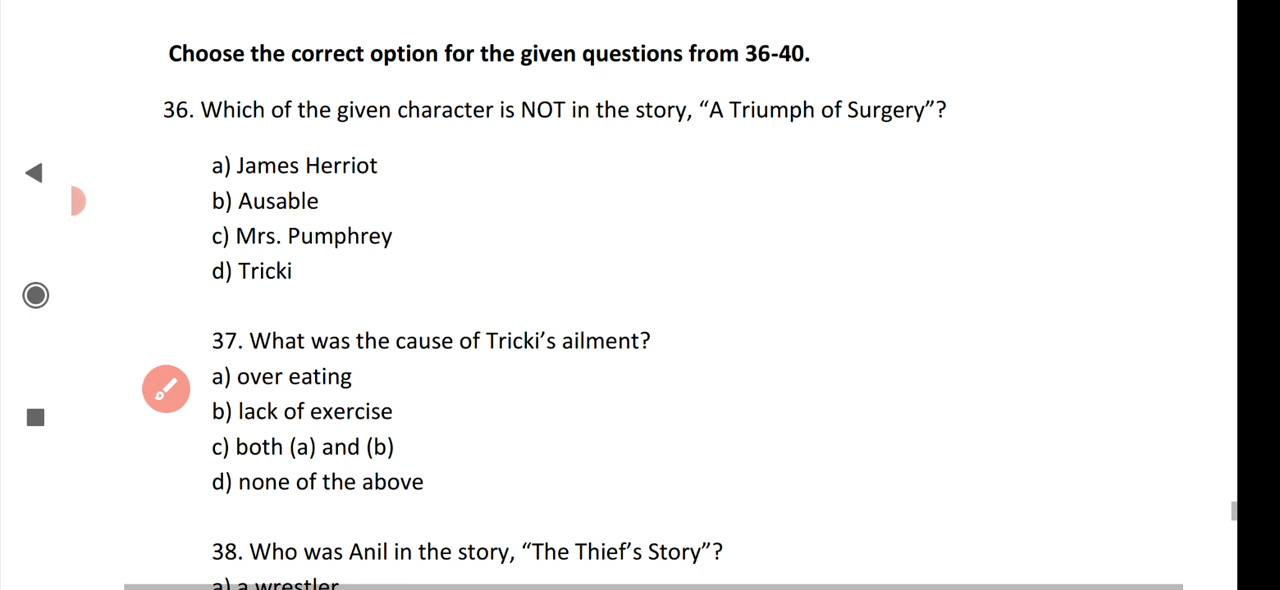 Choose the correct option for the given questions from 36-40.
36. Which of the given character is NOT in the story, “A Triumph of Surgery”?
a) James Herriot
b) Ausable
c) Mrs. Pumphrey
d) Tricki
37. What was the cause of Tricki’s ailment?
a) over eating
b) lack of exercise
c) both (a) and (b)
d) none of the above
38. Who was Anil in the story, “The Thief’s Story”?
a) a wrestler